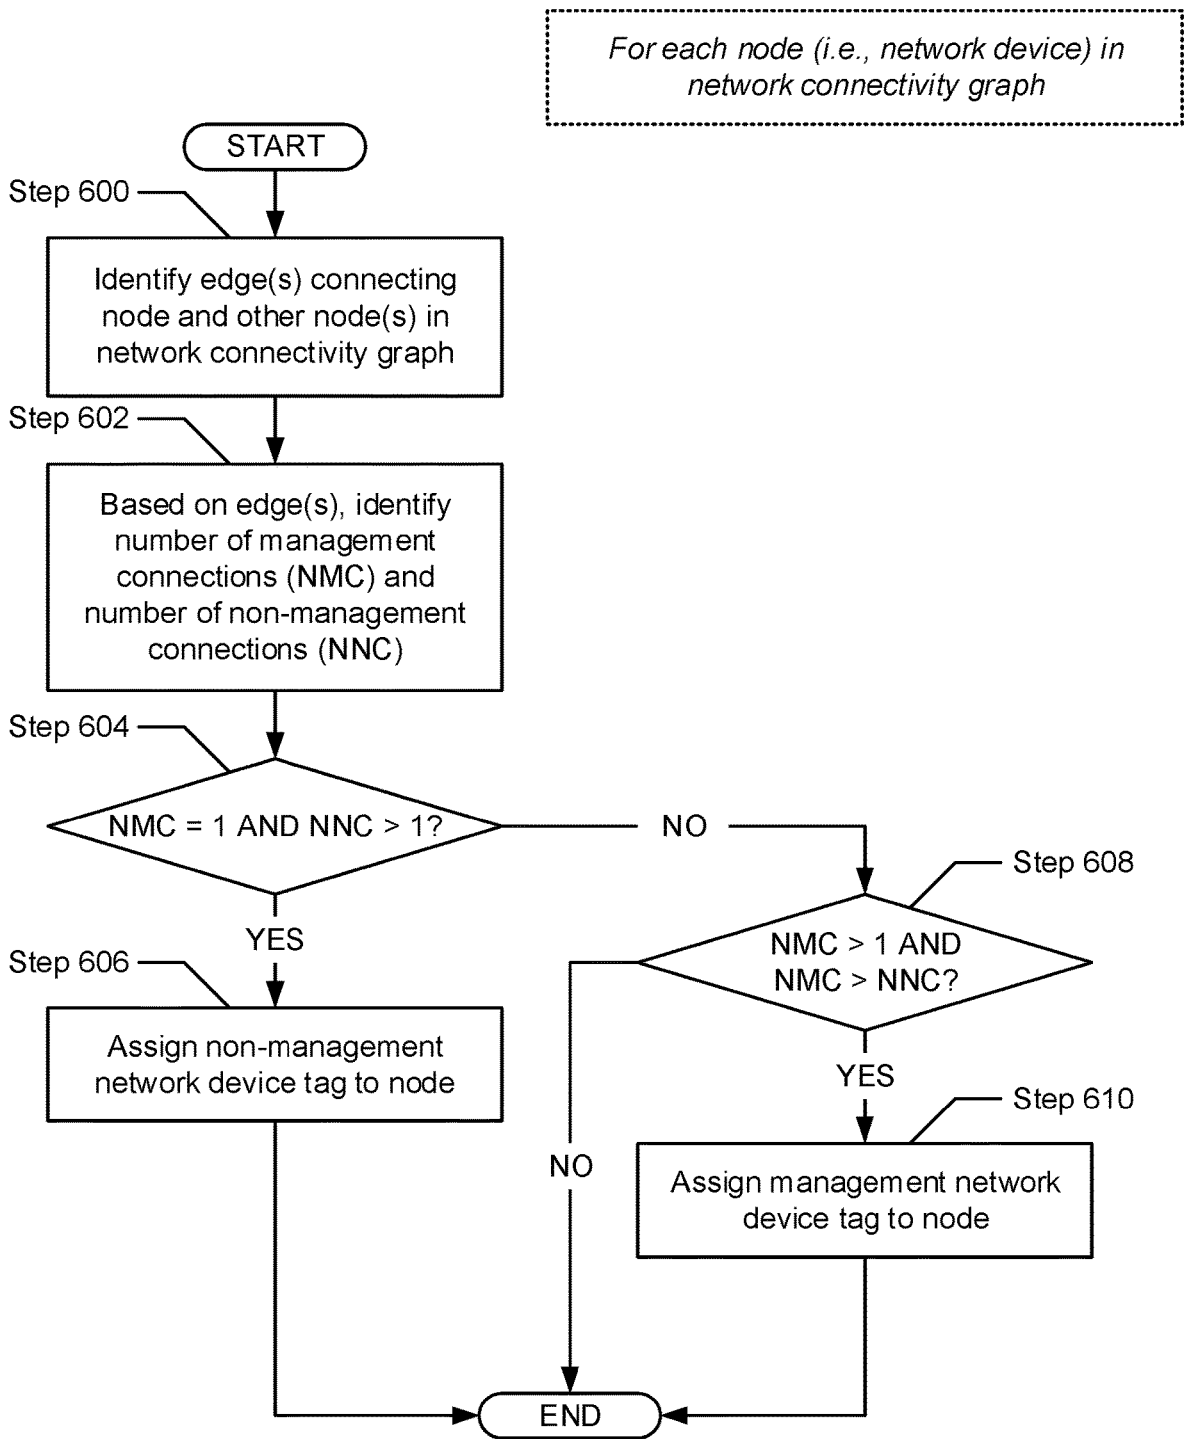 For each node (i.e., network device) in
network connectivity graph
START
Step 600
Identify edge(s) connecting
node and other node(s) in
network connectivity graph
Step 602
Based on edge(s), identify
number of management
connections (NMC) and
number of non-management
connections (NNC)
Step 604
NMC = 1 AND NNC > 1?
NO
YES
Step 608
NMC > 1 AND
NMC > NNC?
Step 606
Assign non-management
network device tag to node
YES
NO
Step 610
Assign management network
device tag to node
END